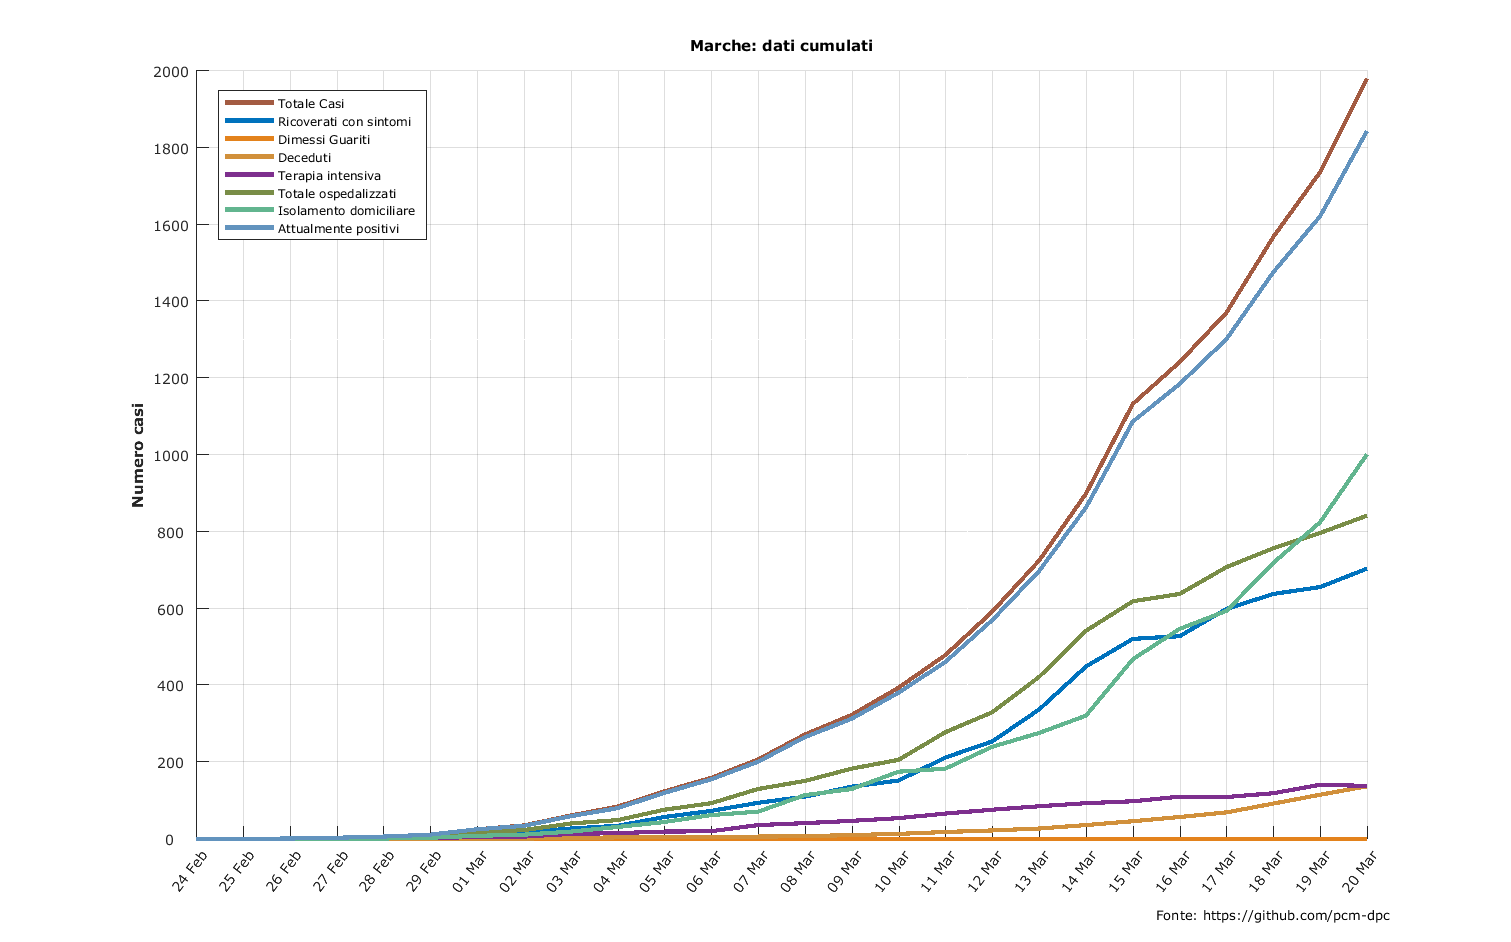 Marche: dati cumulati
2000
1800
1600
1400
1200
1000
800
600
400
200
0
Numero casi
Totale Casi
Ricoverati con sintomi
Dimessi Guariti
Deceduti
Terapia intensiva
Totale ospedalizzati
Isolamento domiciliare
Attualmente positivi
24 Feb
25 Feb
26 Feb
27 Feb
28 Feb
29 Feb
01 Mar
02 Mar
03 Mar
04 Mar
05 Mar
06 Mar
07 Mar
08 Mar
09 Mar
10 Mar
11 Mar
12 Mar
13 Mar
14 Mar
15 Mar
16 Mar
17 Mar
18 Mar
19 Mar
20 Mar
Fonte: https://github.com/pcm-dpc